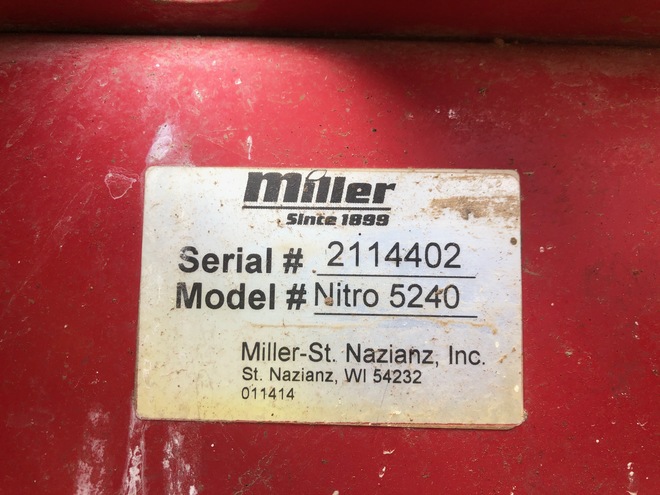 Miller
Since 1899
Serial # 2114402
Model # Nitro 5240
Miller-St. Nazianz, Inc.
St. Nazianz, WI 54232
011414